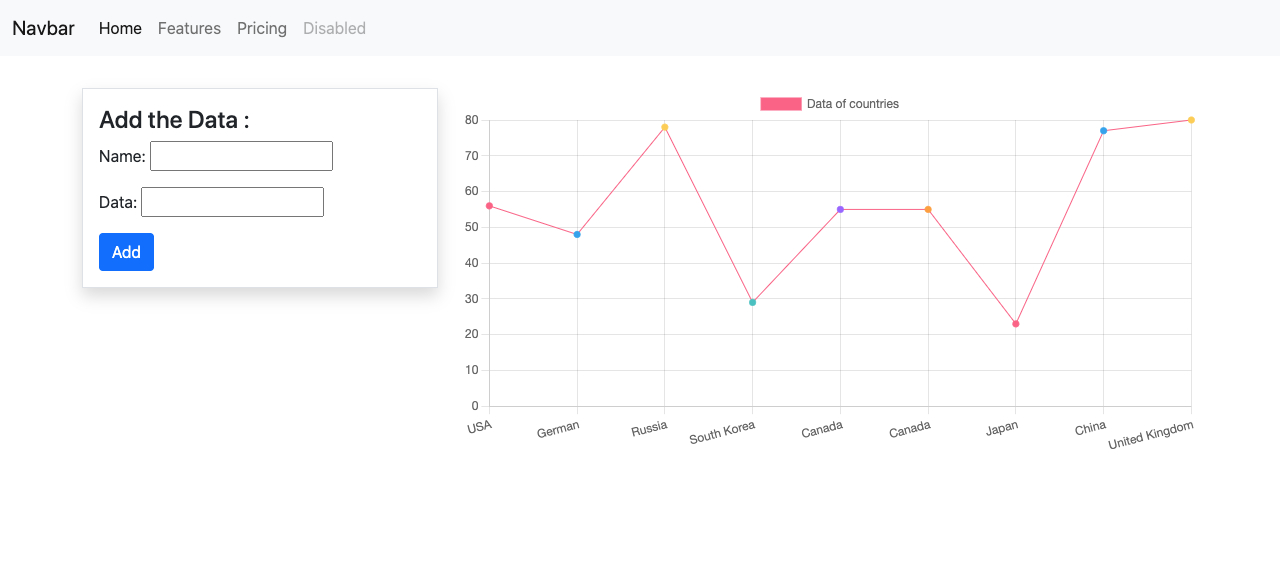 Navbar Home Features Pricing Disabled
Add the Data :
Name:
Data:
Add
Data of countries
80
70
60
50
40
30
20
10
0
USA German Russia South Korea Canada Canada Japan China United Kingdom